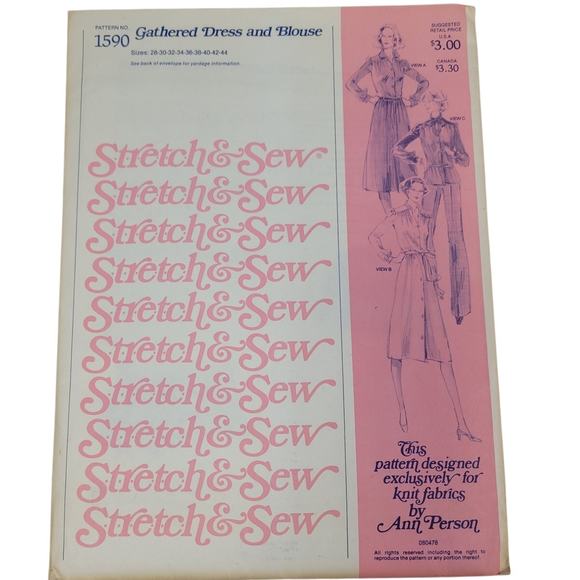 PATTERN NO.
1590
Gathered Dress and Blouse
Sizes: 28-30-32-34-36-38-40-42-44
See back of envelope for yardage information.
SUGGESTED
RETAIL PRICE
U.S.A.
$3.00
CANADA
$3.30
VIEW A
VIEW C
VIEW B
Stretch&Sew®
Stretch&Sew
Stretch&Sew
Stretch&Sew
Stretch&Sew
Stretch&Sew
Stretch&Sew
Stretch&Sew
Stretch&Sew
Stretch&Sew
This
pattern designed
exclusively for
knit fabrics
by
Ann Person
080478
All rights reserved including the right to
reproduce the pattern or any portion thereof.